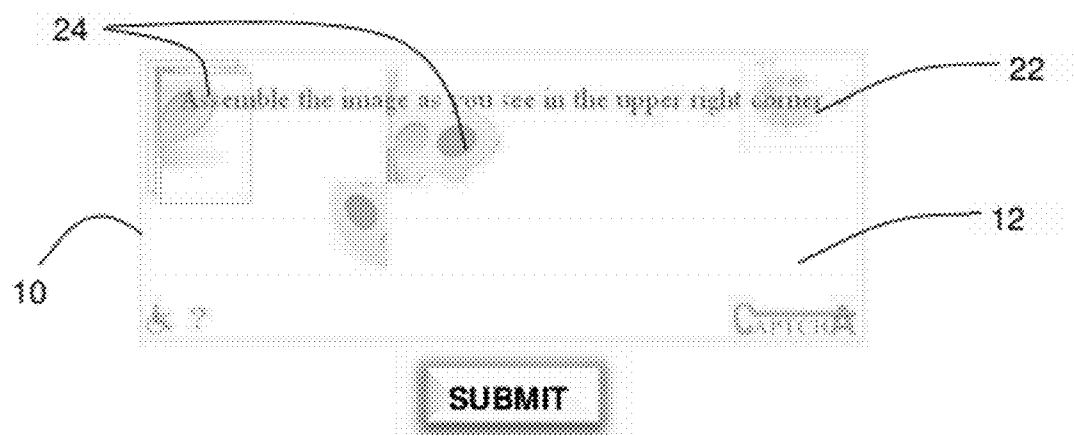 24
22
Assemble the image as you see in the upper right corner
12
10
?
CAPTCHA
SUBMIT